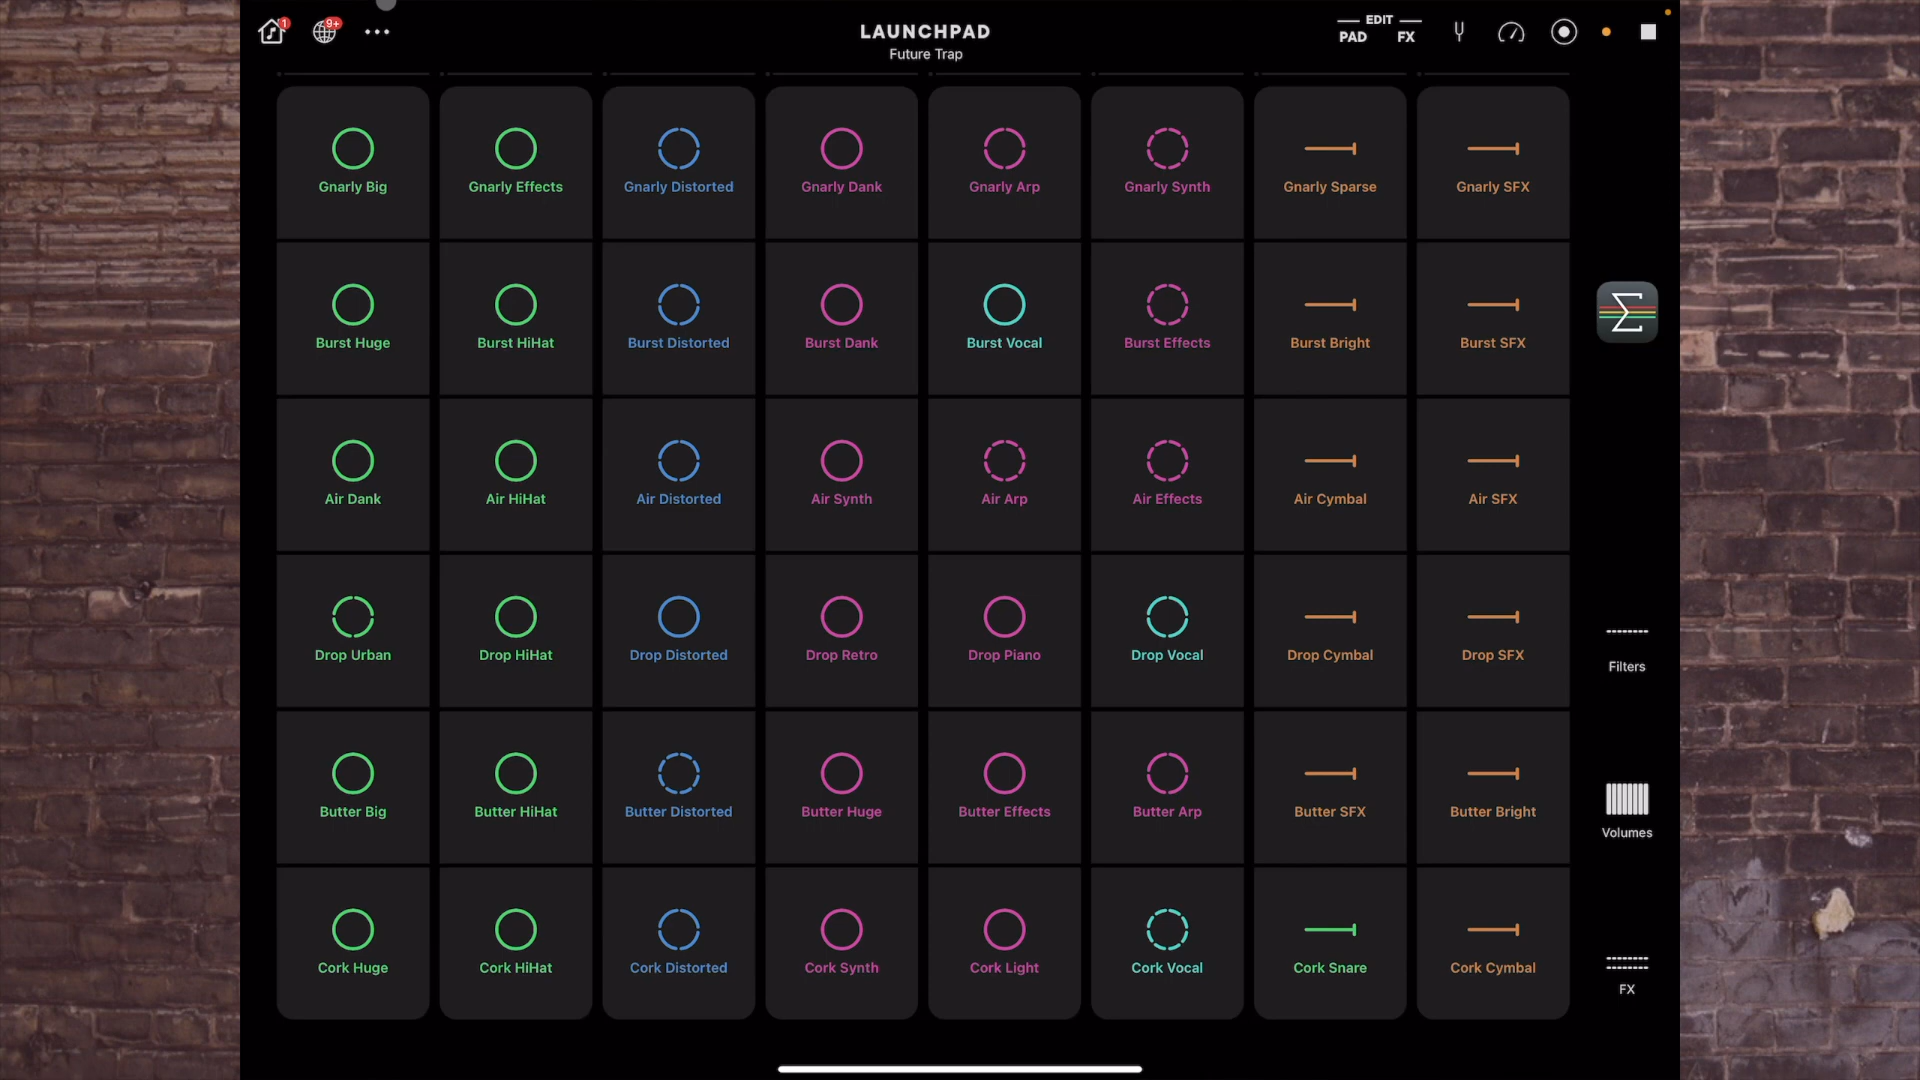 1
9+
LAUNCHPAD
Future Trap
EDIT
PAD FX
Gnarly Big
Gnarly Effects
Gnarly Distorted
Gnarly Dank
Gnarly Arp
Gnarly Synth
Gnarly Sparse
Gnarly SFX
Burst Huge
Burst HiHat
Burst Distorted
Burst Dank
Burst Vocal
Burst Effects
Burst Bright
Burst SFX
Air Dank
Air HiHat
Air Distorted
Air Synth
Air Arp
Air Effects
Air Cymbal
Air SFX
Drop Urban
Drop HiHat
Drop Distorted
Drop Retro
Drop Piano
Drop Vocal
Drop Cymbal
Drop SFX
Filters
Butter Big
Butter HiHat
Butter Distorted
Butter Huge
Butter Effects
Butter Arp
Butter SFX
Butter Bright
Volumes
Cork Huge
Cork HiHat
Cork Distorted
Cork Synth
Cork Light
Cork Vocal
Cork Snare
Cork Cymbal
FX